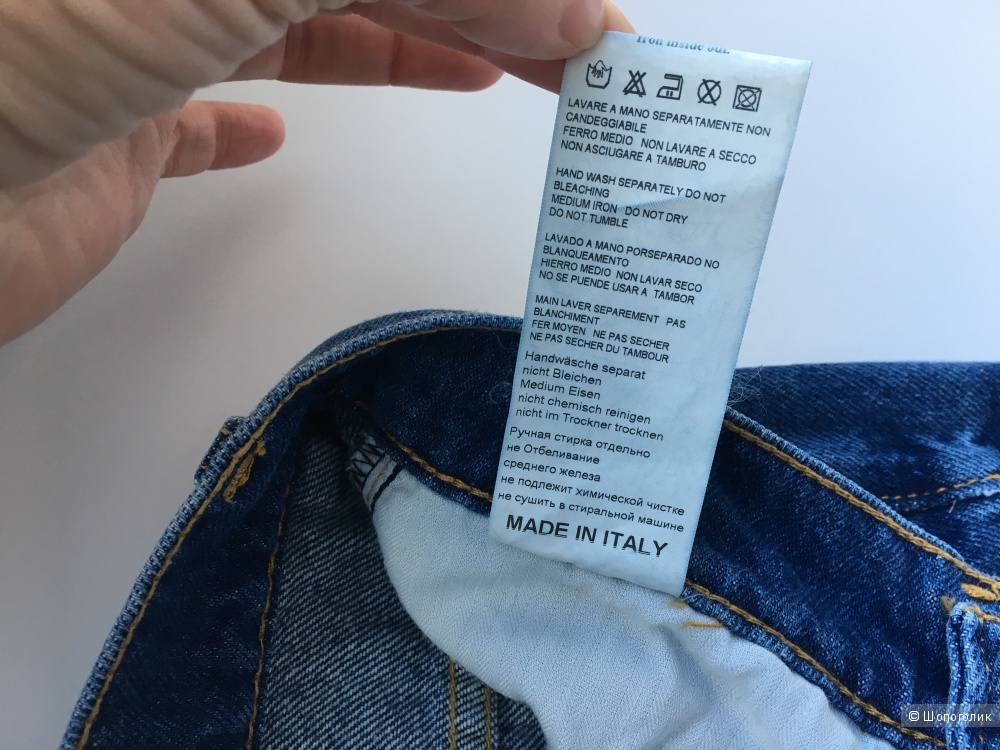 Iron inside out.
LAVARE A MANO SEPARATAMENTE NON
CANDEGGIABILE
FERRO MEDIO NON LAVARE A SECCO
NON ASCIUGARE A TAMBURO
HAND WASH SEPARATELY DO NOT
BLEACHING
MEDIUM IRON DO NOT DRY
DO NOT TUMBLE
LAVADO A MANO PORSEPARADO NO
BLANQUEAMENTO
HIERRO MEDIO NON LAVAR SECO
NO SE PUENDE USAR A TAMBOR
MAIN LAVER SEPAREMENT PAS
BLANCHIMENT
FER MOYEN NE PAS SECHER
NE PAS SECHER DU TAMBOUR
Handwäsche separat
nicht Bleichen
Medium Eisen
nicht chemisch reinigen
nicht im Trockner trocknen
Ручная стирка отдельно
не Отбеливание
среднего железа
не подлежит химической чистке
не сушить в стиральной машине
MADE IN ITALY
© Шопоголик